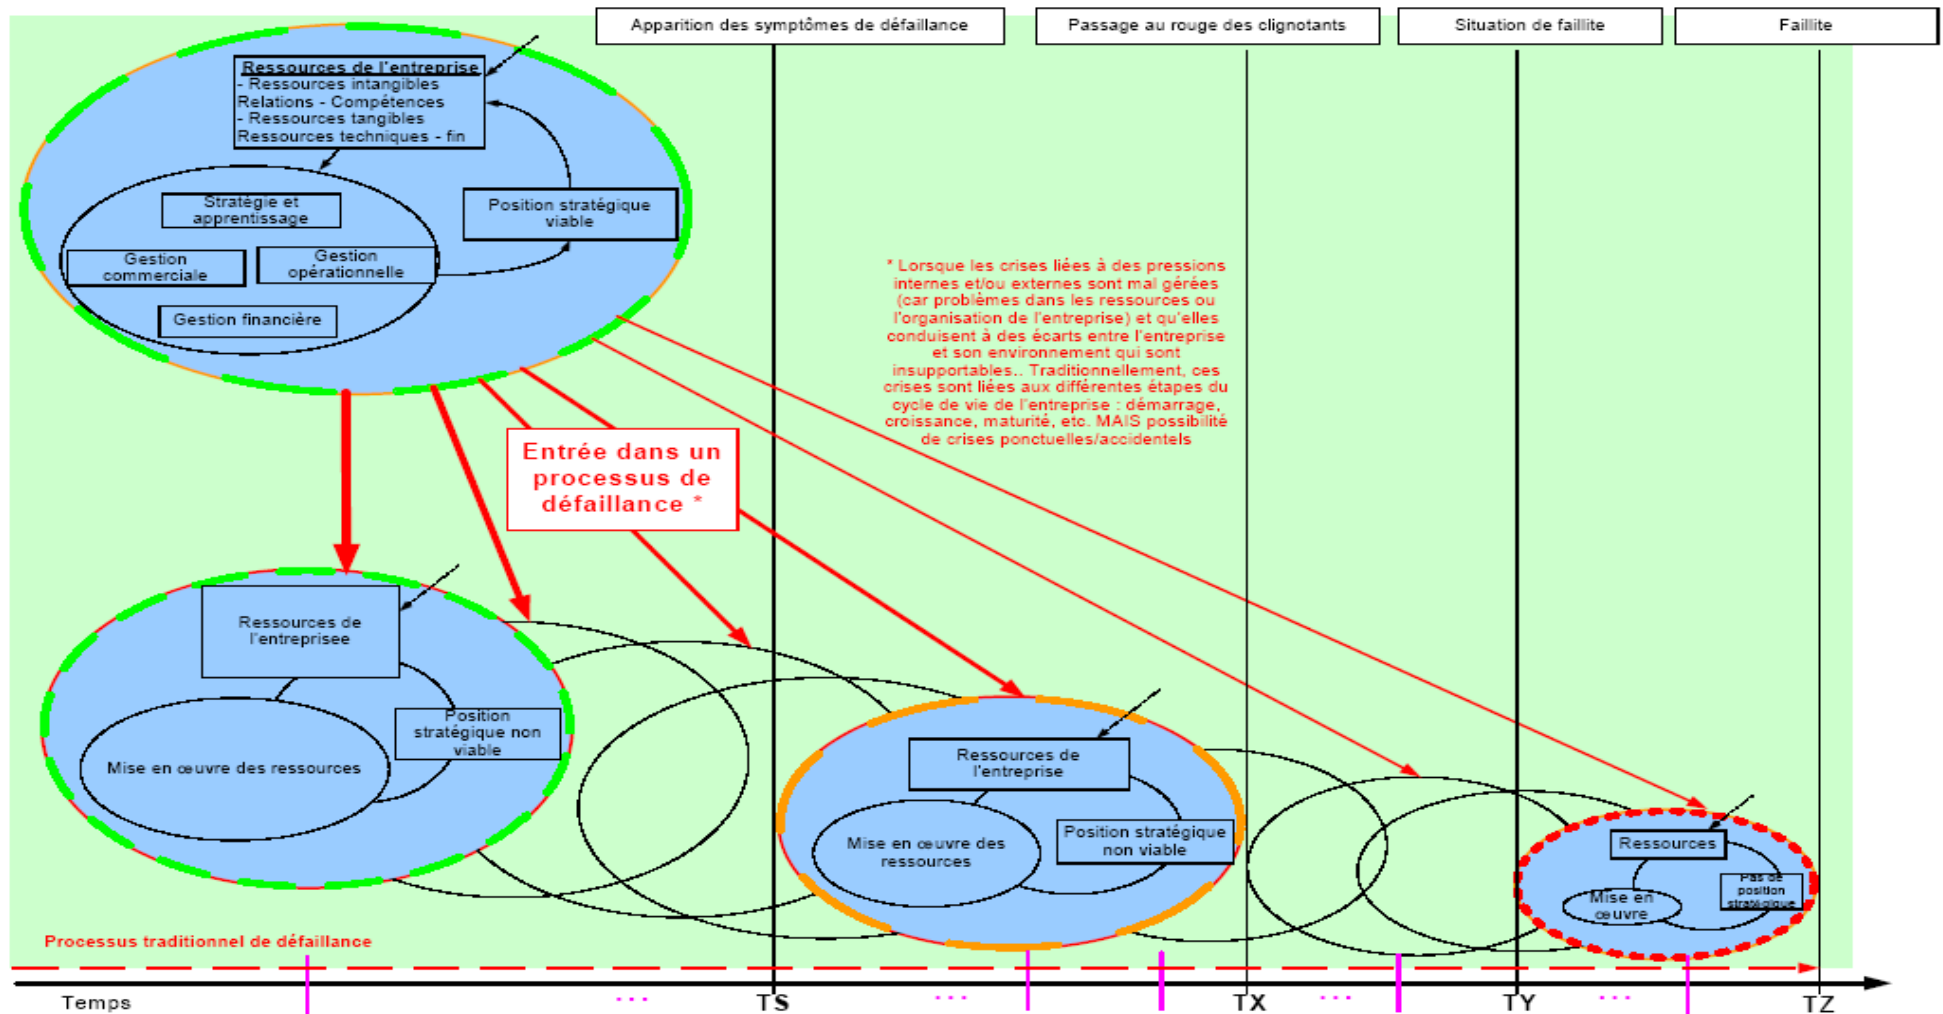 Apparition des symptômes de défaillance
Passage au rouge des clignotants
Situation de faillite
Faillite
Ressources de l'entreprise
- Ressources intangibles
Relations - Compétences
- Ressources tangibles
Ressources techniques - fin
Stratégie et
apprentissage
Position stratégique
viable
Gestion
commerciale
Gestion
opérationnelle
Gestion financière
* Lorsque les crises liées à des pressions
internes et/ou externes sont mal gérées
(car problèmes dans les ressources ou
l'organisation de l'entreprise) et qu'elles
conduisent à des écarts entre l'entreprise
et son environnement qui sont
insupportables.. Traditionnellement, ces
crises sont liées aux différentes étapes du
cycle de vie de l'entreprise : démarrage,
croissance, maturité, etc. MAIS possibilité
de crises ponctuelles/accidentels
Entrée dans un
processus de
défaillance *
Ressources de
l'entreprisee
Position
stratégique non
viable
Mise en œuvre des ressources
Ressources de
l'entreprise
Mise en œuvre des
ressources
Position stratégique
non viable
Ressources
Pas de
position
stratégique
Mise en
œuvre
Processus traditionnel de défaillance
Temps
...
TS
...
TX
...
TY
...
TZ